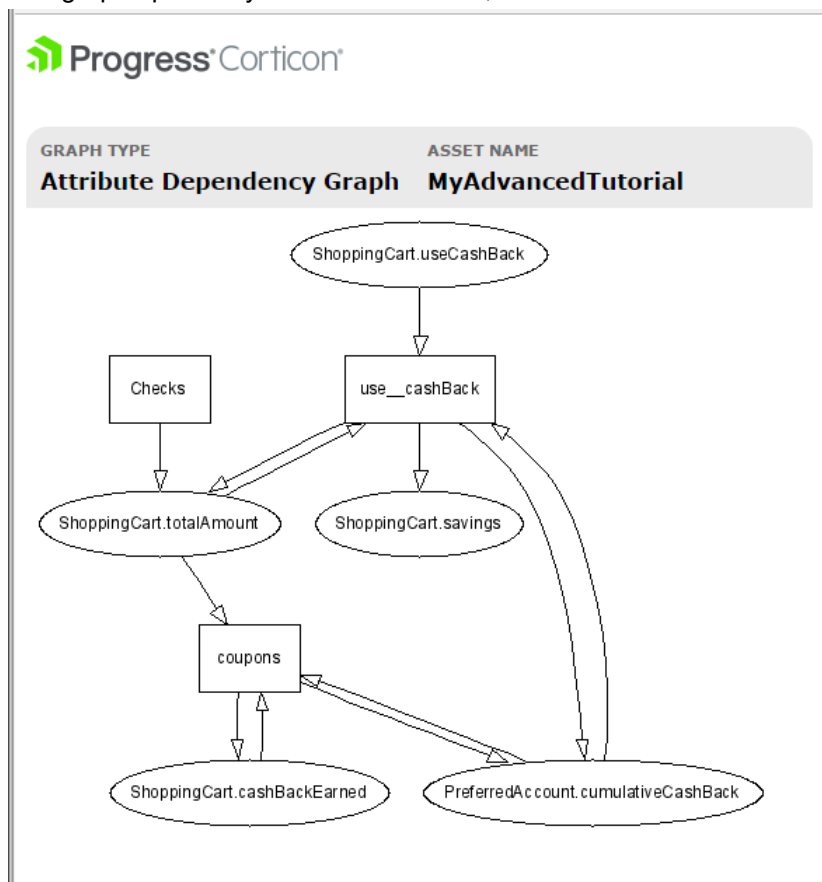 Progress® Corticon®
GRAPH TYPE
ASSET NAME
Attribute Dependency Graph
MyAdvancedTutorial
ShoppingCart.useCashBack
Checks
use__cashBack
ShoppingCart.totalAmount
ShoppingCart.savings
coupons
ShoppingCart.cashBackEarned
PreferredAccount.cumulativeCashBack